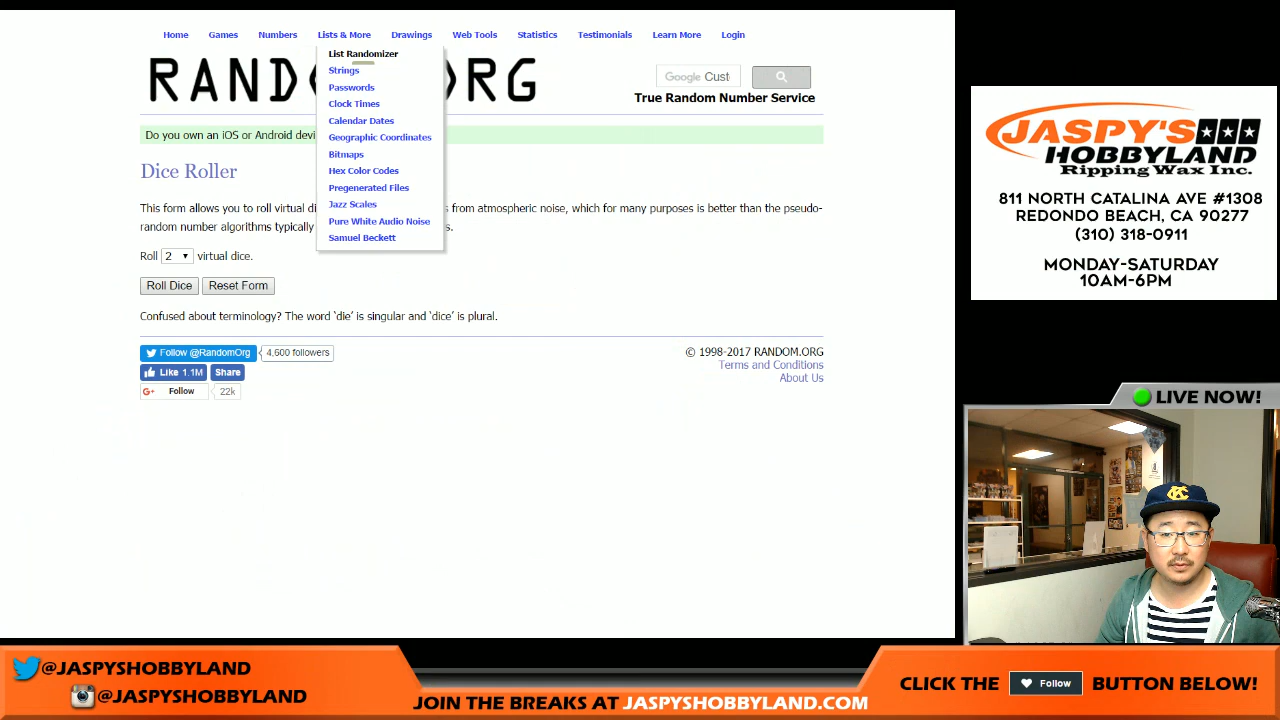 Home Games Numbers Lists & More Drawings Web Tools Statistics Testimonials Learn More Login
List Randomizer
Strings
Passwords
Clock Times
Calendar Dates
Geographic Coordinates
Bitmaps
Hex Color Codes
Pregenerated Files
Jazz Scales
Pure White Audio Noise
Samuel Beckett
Google Cust
True Random Number Service
Do you own an iOS or Android devi
Dice Roller
This form allows you to roll virtual di s from atmospheric noise, which for many purposes is better than the pseudo-
random number algorithms typically s.
Roll 2 virtual dice.
Roll Dice Reset Form
Confused about terminology? The word 'die' is singular and 'dice' is plural.
Follow @RandomOrg 4,600 followers
Like 1.1M Share
G+ Follow 22k
© 1998-2017 RANDOM.ORG
Terms and Conditions
About Us
JASPY'S
HOBBYLAND
Ripping Wax Inc.
811 NORTH CATALINA AVE #1308
REDONDO BEACH, CA 90277
(310) 318-0911
MONDAY-SATURDAY
10AM-6PM
LIVE NOW!
@JASPYSHOBBYLAND
@JASPYSHOBBYLAND
JOIN THE BREAKS AT JASPYSHOBBYLAND.COM
CLICK THE Follow BUTTON BELOW!